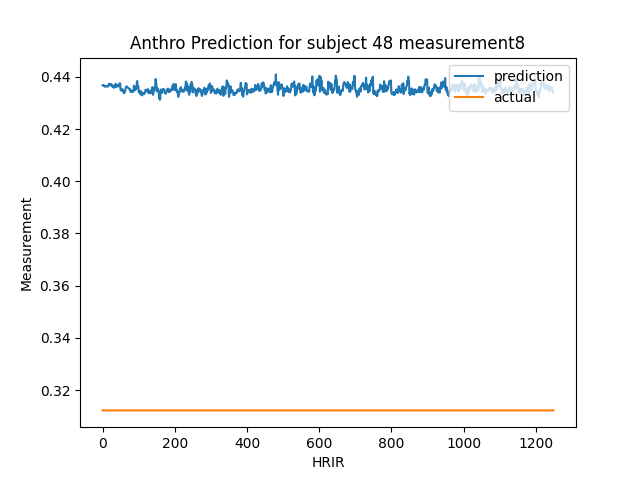 Anthro Prediction for subject 48 measurement8
prediction
actual
0.44
0.42
0.40
0.38
0.36
0.34
0.32
Measurement
0
200
400
600
800
1000
1200
HRIR